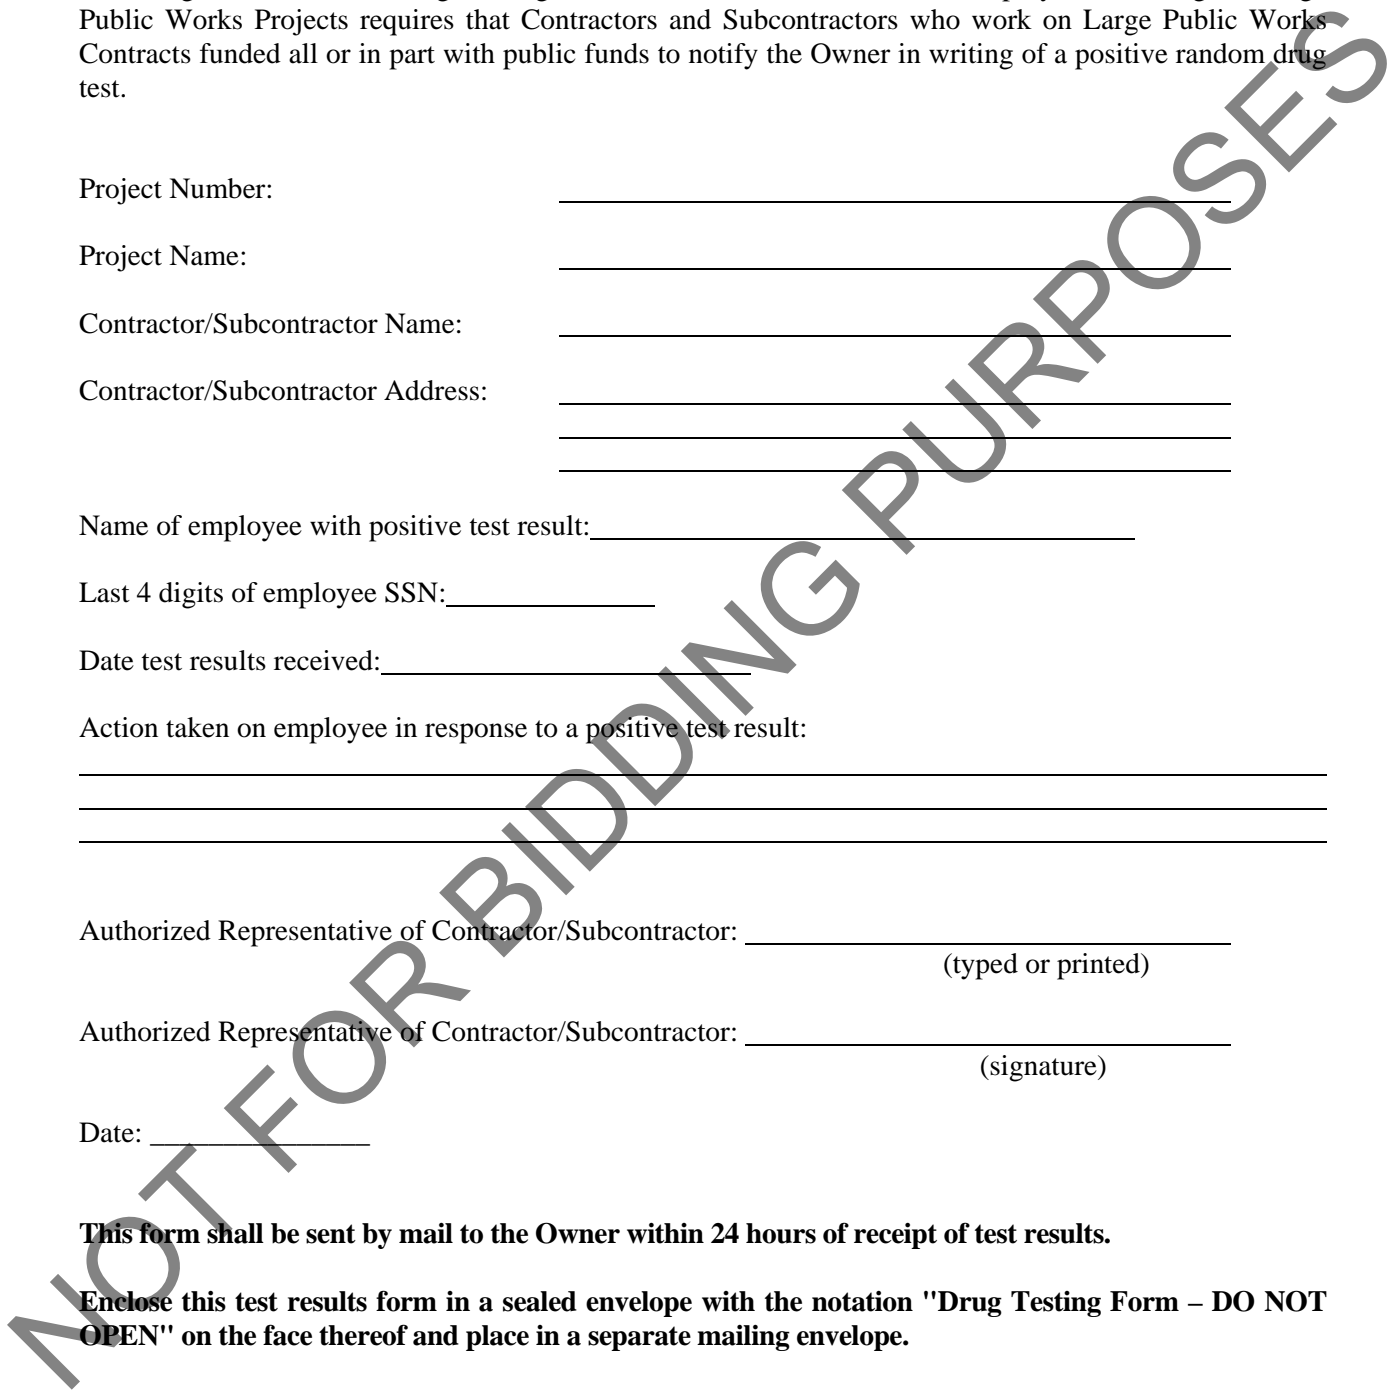 Public Works Projects requires that Contractors and Subcontractors who work on Large Public Works
Contracts funded all or in part with public funds to notify the Owner in writing of a positive random drug
test.
Project Number:
Project Name:
Contractor/Subcontractor Name:
Contractor/Subcontractor Address:
Name of employee with positive test result:
Last 4 digits of employee SSN:
Date test results received:
Action taken on employee in response to a positive test result:
Authorized Representative of Contractor/Subcontractor:
(typed or printed)
Authorized Representative of Contractor/Subcontractor:
(signature)
Date: _______________
This form shall be sent by mail to the Owner within 24 hours of receipt of test results.
Enclose this test results form in a sealed envelope with the notation "Drug Testing Form – DO NOT
OPEN" on the face thereof and place in a separate mailing envelope.
NOT FOR BIDDING PURPOSES